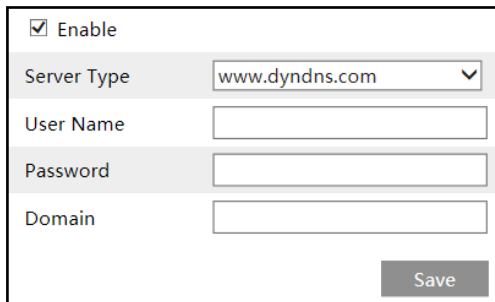 Enable
Server Type www.dyndns.com
User Name
Password
Domain
Save